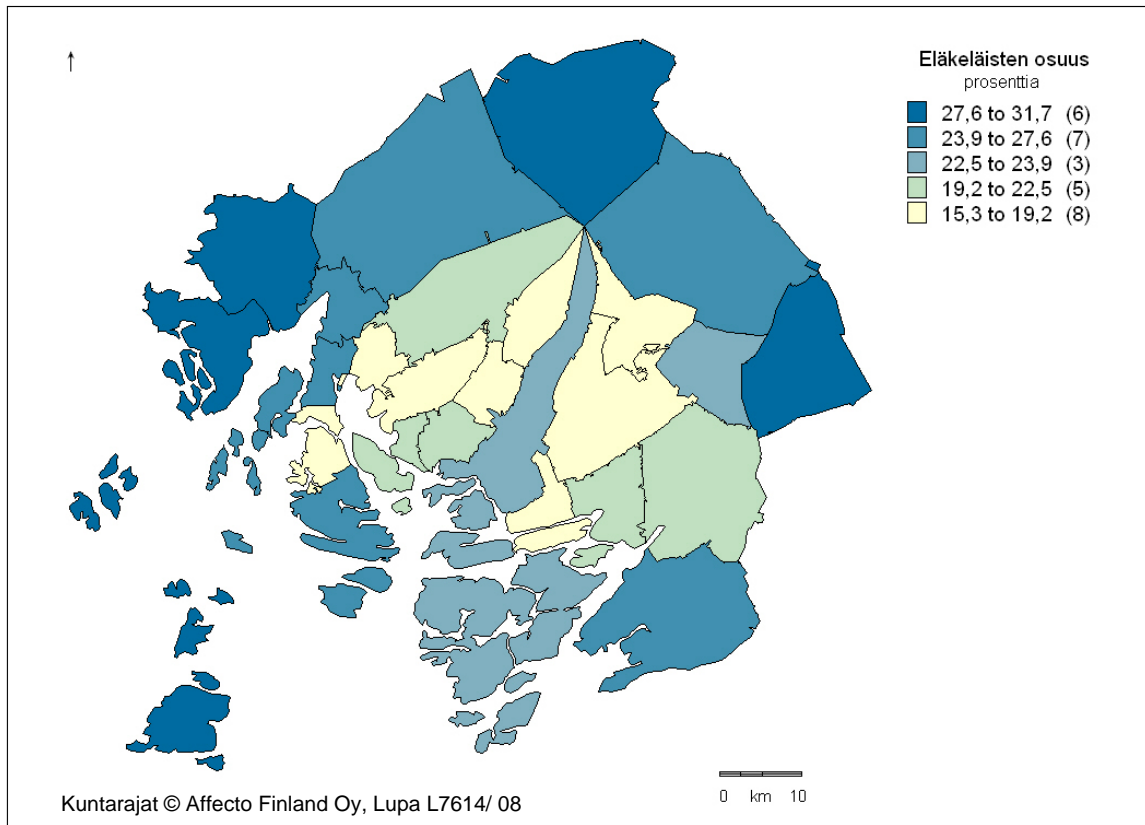 Eläkeläisten osuus
prosenttia
27,6 to 31,7 (6)
23,9 to 27,6 (7)
22,5 to 23,9 (3)
19,2 to 22,5 (5)
15,3 to 19,2 (8)
0 km 10
Kuntarajat © Affecto Finland Oy, Lupa L7614/ 08